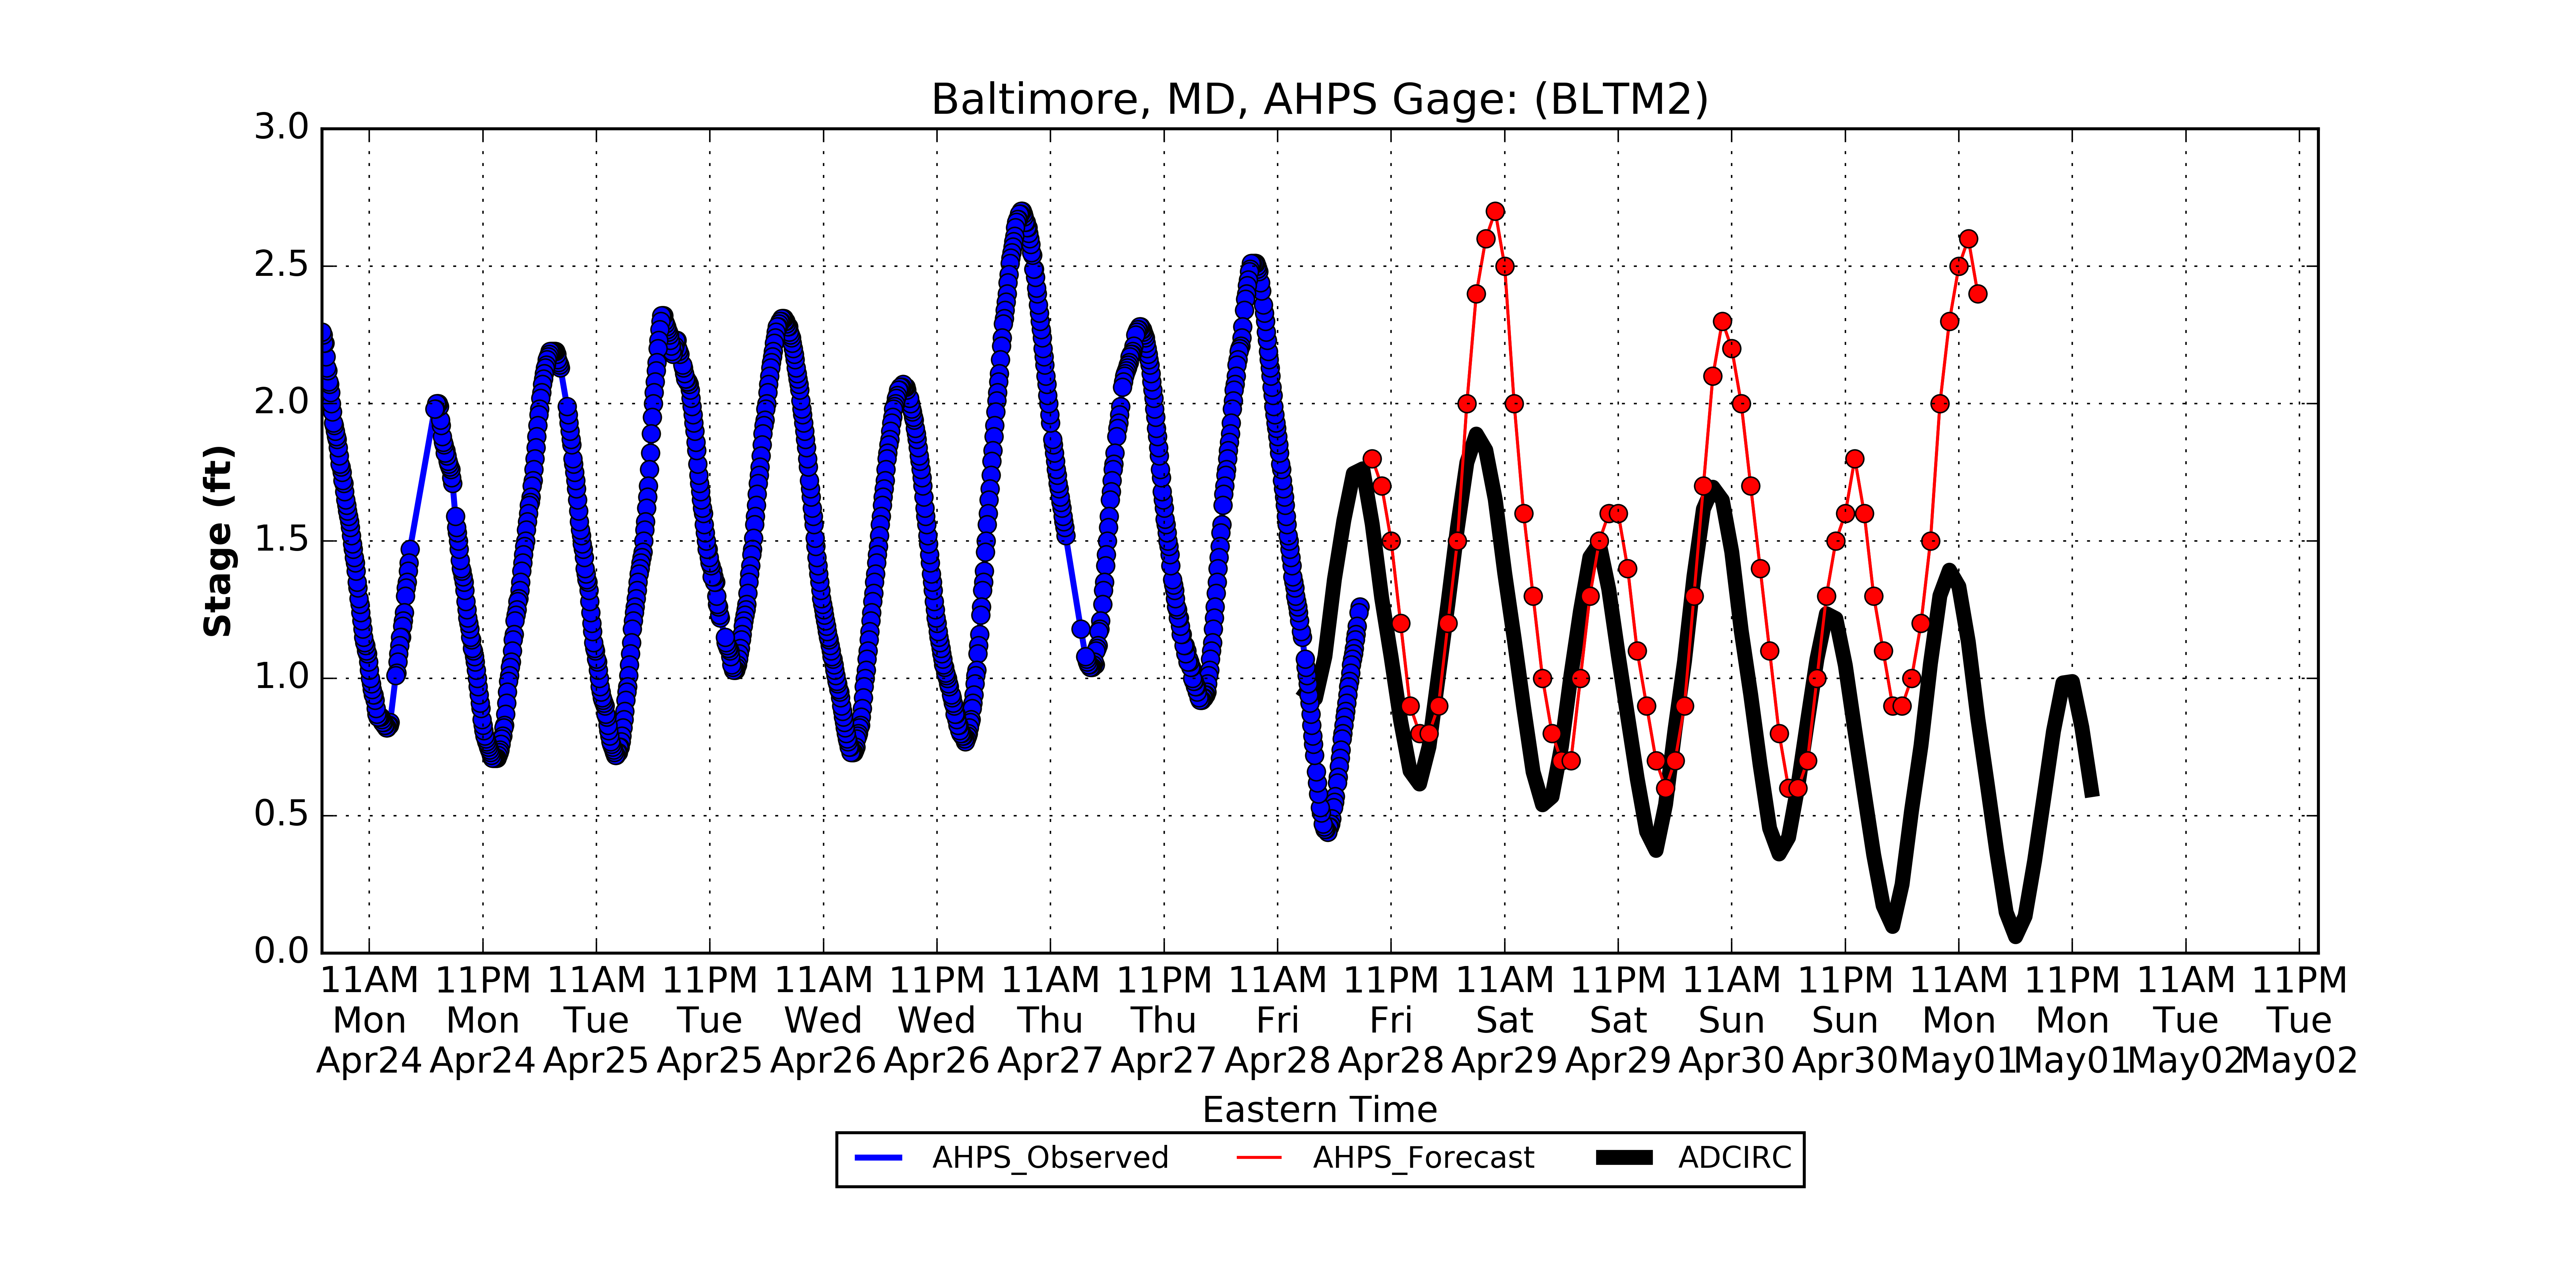 Baltimore, MD, AHPS Gage: (BLTM2)
3.0
2.5
2.0
1.5
1.0
0.5
0.0
Stage (ft)
11AM 11PM 11AM 11PM 11AM 11PM 11AM 11PM 11AM 11PM 11AM 11PM 11AM 11PM 11AM 11PM 11AM 11PM
Mon Mon Tue Tue Wed Wed Thu Thu Fri Fri Sat Sat Sun Sun Mon Mon Tue Tue
Apr24 Apr24 Apr25 Apr25 Apr26 Apr26 Apr27 Apr27 Apr28 Apr28 Apr29 Apr29 Apr30 Apr30 May01 May01 May02 May02
Eastern Time
AHPS_Observed AHPS_Forecast ADCIRC